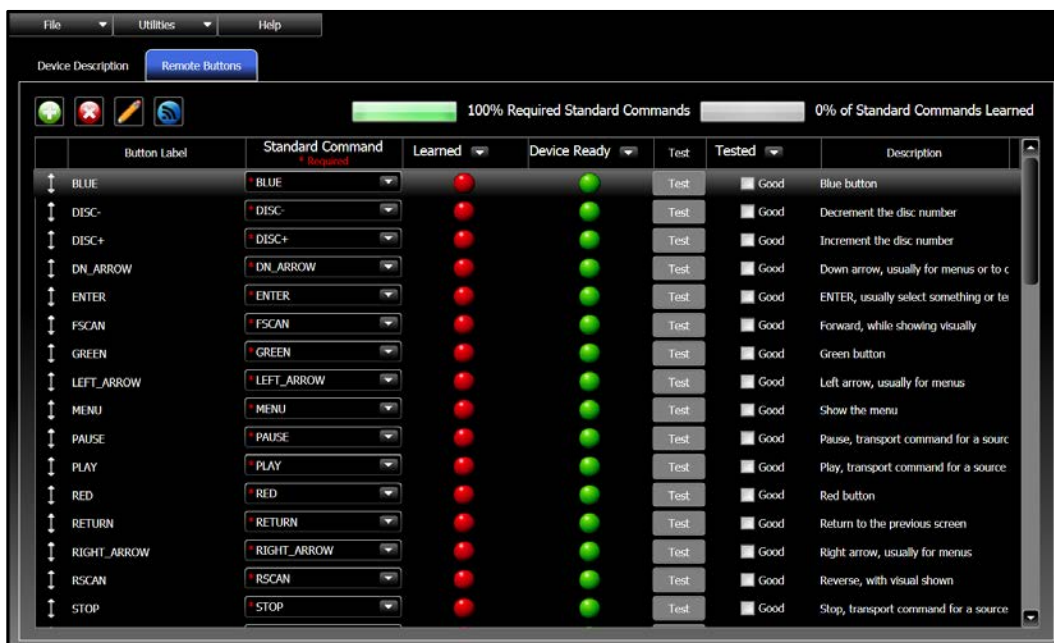 File Utilities Help
Device Description Remote Buttons
100% Required Standard Commands 0% of Standard Commands Learned
Button Label Standard Command Learned Device Ready Test Tested Description
* Required
BLUE * BLUE Test Good Blue button
DISC- * DISC- Test Good Decrement the disc number
DISC+ * DISC+ Test Good Increment the disc number
DN_ARROW * DN_ARROW Test Good Down arrow, usually for menus or to c
ENTER * ENTER Test Good ENTER, usually select something or te
FSCAN * FSCAN Test Good Forward, while showing visually
GREEN * GREEN Test Good Green button
LEFT_ARROW * LEFT_ARROW Test Good Left arrow, usually for menus
MENU * MENU Test Good Show the menu
PAUSE * PAUSE Test Good Pause, transport command for a sourc
PLAY * PLAY Test Good Play, transport command for a source
RED * RED Test Good Red button
RETURN * RETURN Test Good Return to the previous screen
RIGHT_ARROW * RIGHT_ARROW Test Good Right arrow, usually for menus
RSCAN * RSCAN Test Good Reverse, with visual shown
STOP * STOP Test Good Stop, transport command for a source